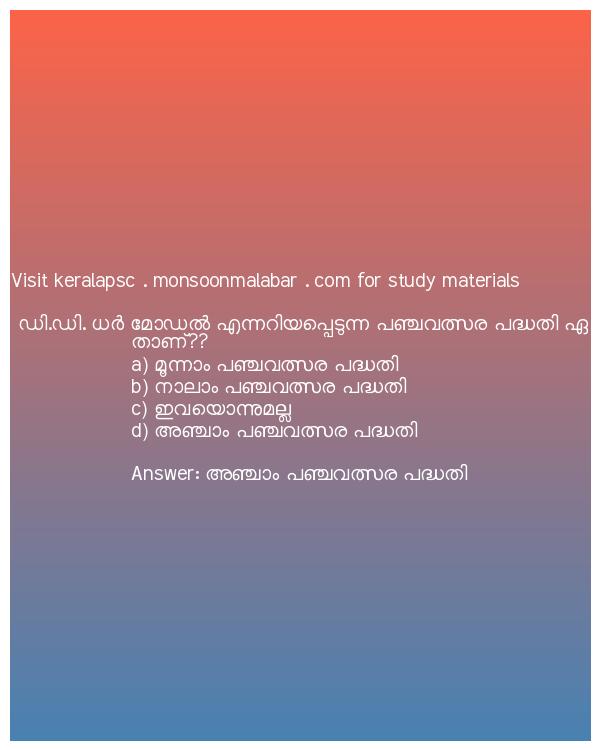 Visit keralapsc . monsoonmalabar . com for study materials
ഡി.ഡി. ധർ മോഡൽ എന്നറിയപ്പെടുന്ന പഞ്ചവത്സര പദ്ധതി ഏ
താണ്??
a) മൂന്നാം പഞ്ചവത്സര പദ്ധതി
b) നാലാം പഞ്ചവത്സര പദ്ധതി
c) ഇവയൊന്നുമല്ല
d) അഞ്ചാം പഞ്ചവത്സര പദ്ധതി
Answer: അഞ്ചാം പഞ്ചവത്സര പദ്ധതി